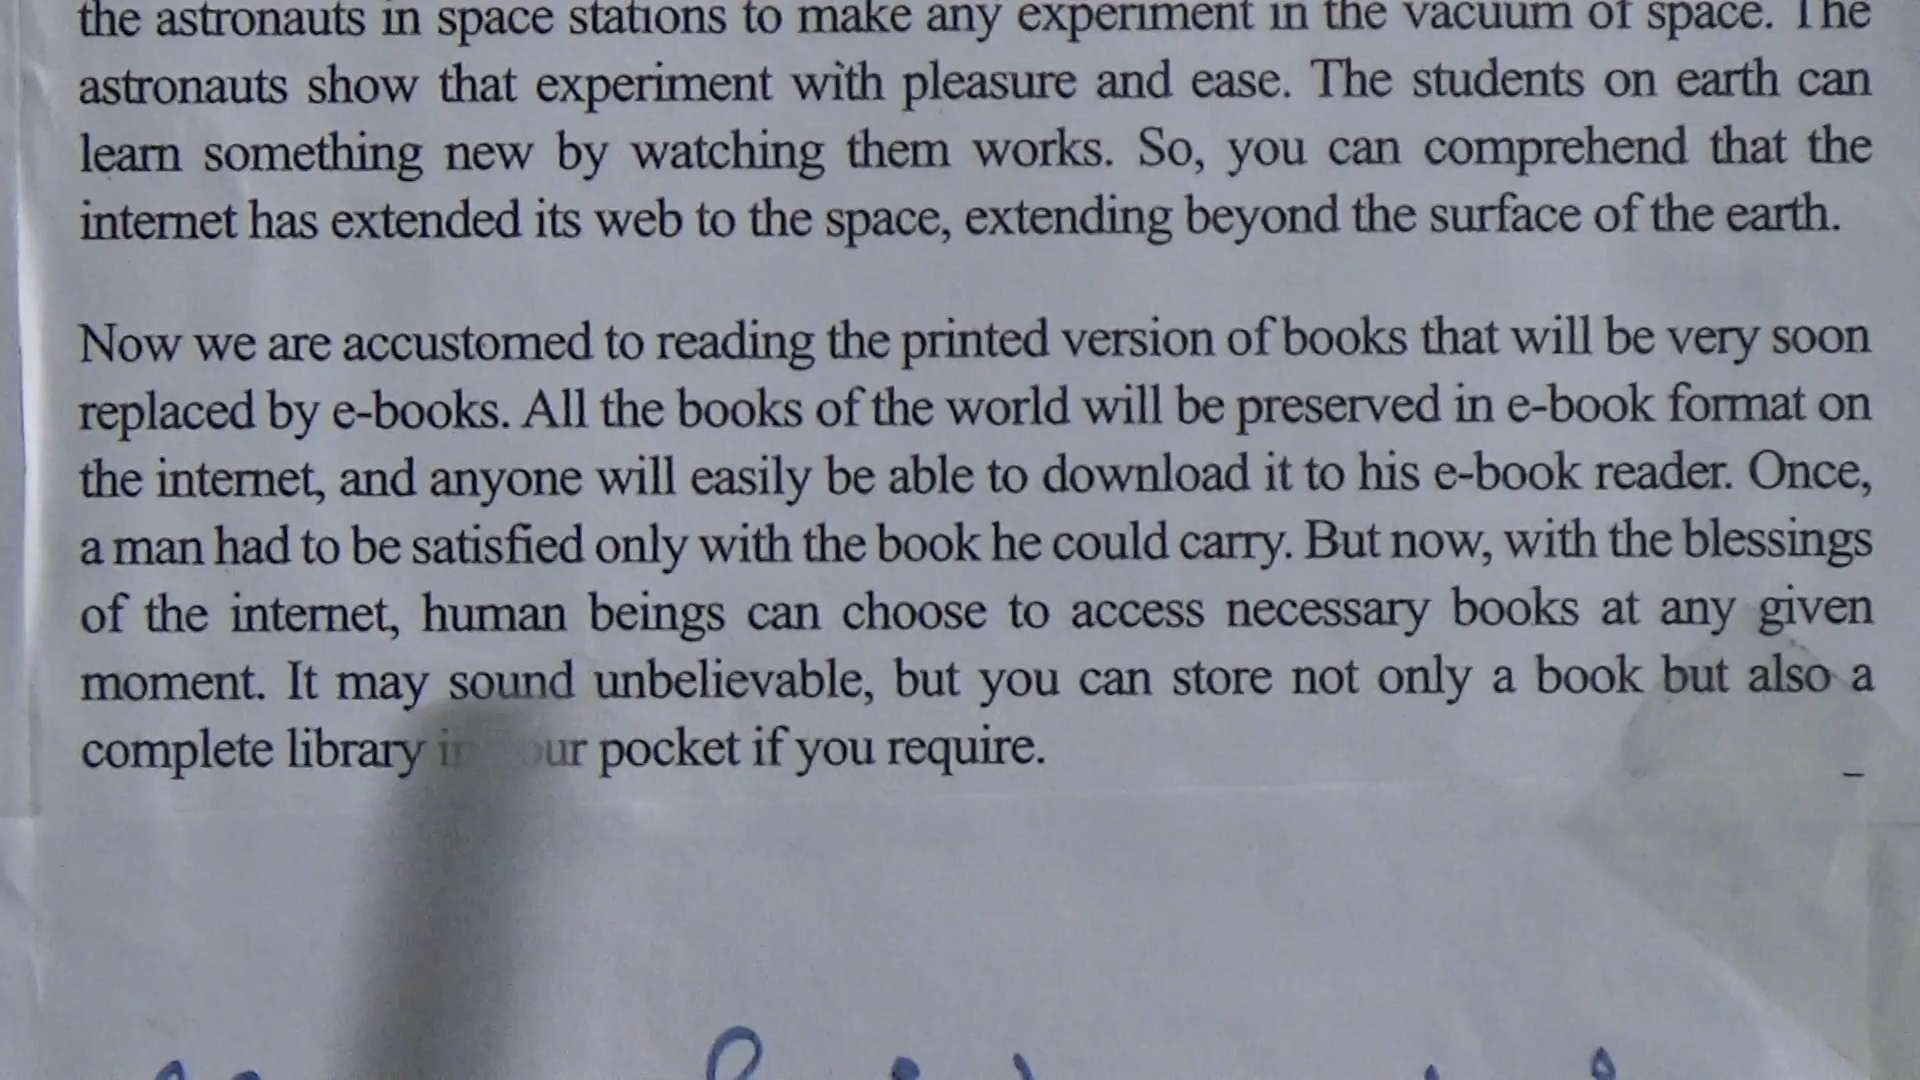 the astronauts in space stations to make any experiment in the vacuum of space. The
astronauts show that experiment with pleasure and ease. The students on earth can
learn something new by watching them works. So, you can comprehend that the
internet has extended its web to the space, extending beyond the surface of the earth.
Now we are accustomed to reading the printed version of books that will be very soon
replaced by e-books. All the books of the world will be preserved in e-book format on
the internet, and anyone will easily be able to download it to his e-book reader. Once,
a man had to be satisfied only with the book he could carry. But now, with the blessings
of the internet, human beings can choose to access necessary books at any given
moment. It may sound unbelievable, but you can store not only a book but also a
complete library pocket if you require.